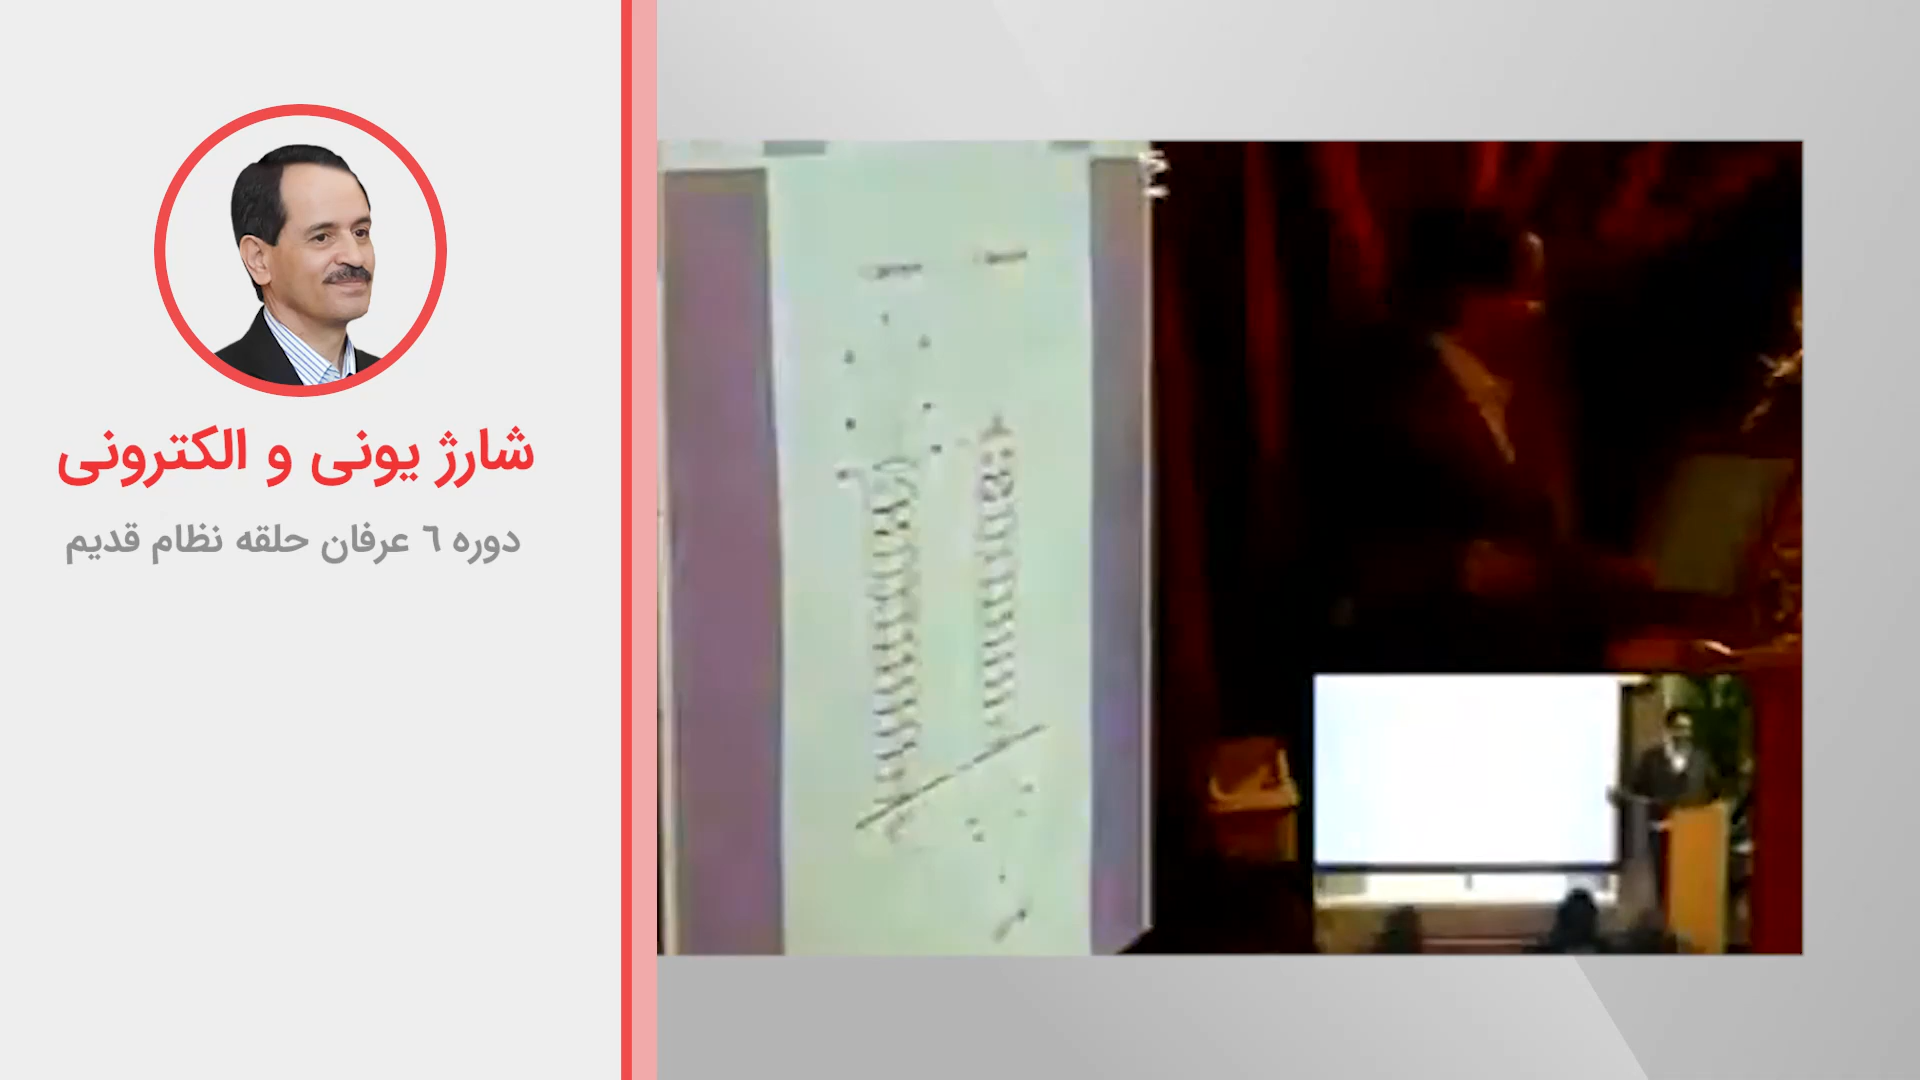 شارژ یونی و الکترونی
دوره ٦ عرفان حلقه نظام قدیم